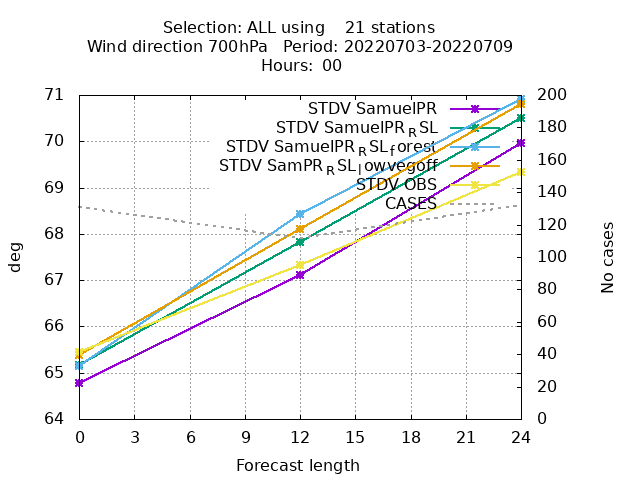 Selection: ALL using 21 stations
Wind direction 700hPa Period: 20220703-20220709
Hours: 00
71
70
69
68
67
66
65
64
200
180
160
140
120
100
80
60
40
20
0
deg
No cases
STDV SamuelPR
STDV SamuelPR_RSL
STDV SamuelPR_RSL_forest
STDV SamPR_RSL_lowvegoff
STDV OBS
CASES
0 3 6 9 12 15 18 21 24
Forecast length